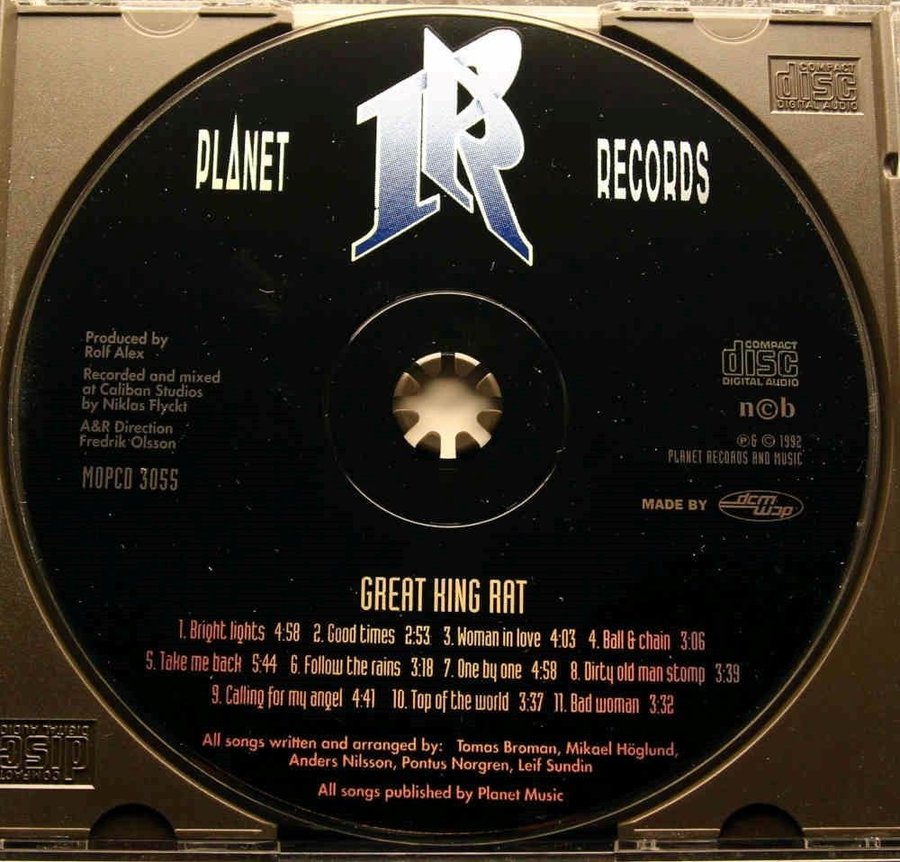 COMPACT
disc
DIGITAL AUDIO
PLANET
RECORDS
Produced by
Rolf Alex
Recorded and mixed
at Caliban Studios
by Niklas Flyckt
A&R Direction
Fredrik Olsson
MOPCD 3055
COMPACT
disc
DIGITAL AUDIO
n©b
℗& © 1992
PLANET RECORDS AND MUSIC
MADE BY dcm
GREAT KING RAT
1. Bright lights 4:58 2. Good times 2:53 3. Woman in love 4:03 4. Ball & chain 3:06
5. Take me back 5:44 6. Follow the rains 3:18 7. One by one 4:58 8. Dirty old man stomp 3:39
9. Calling for my angel 4:41 10. Top of the world 3:37 11. Bad woman 3:32
All songs written and arranged by: Tomas Broman, Mikael Höglund,
Anders Nilsson, Pontus Norgren, Leif Sundin
All songs published by Planet Music
COMPACT
disc
DIGITAL AUDIO